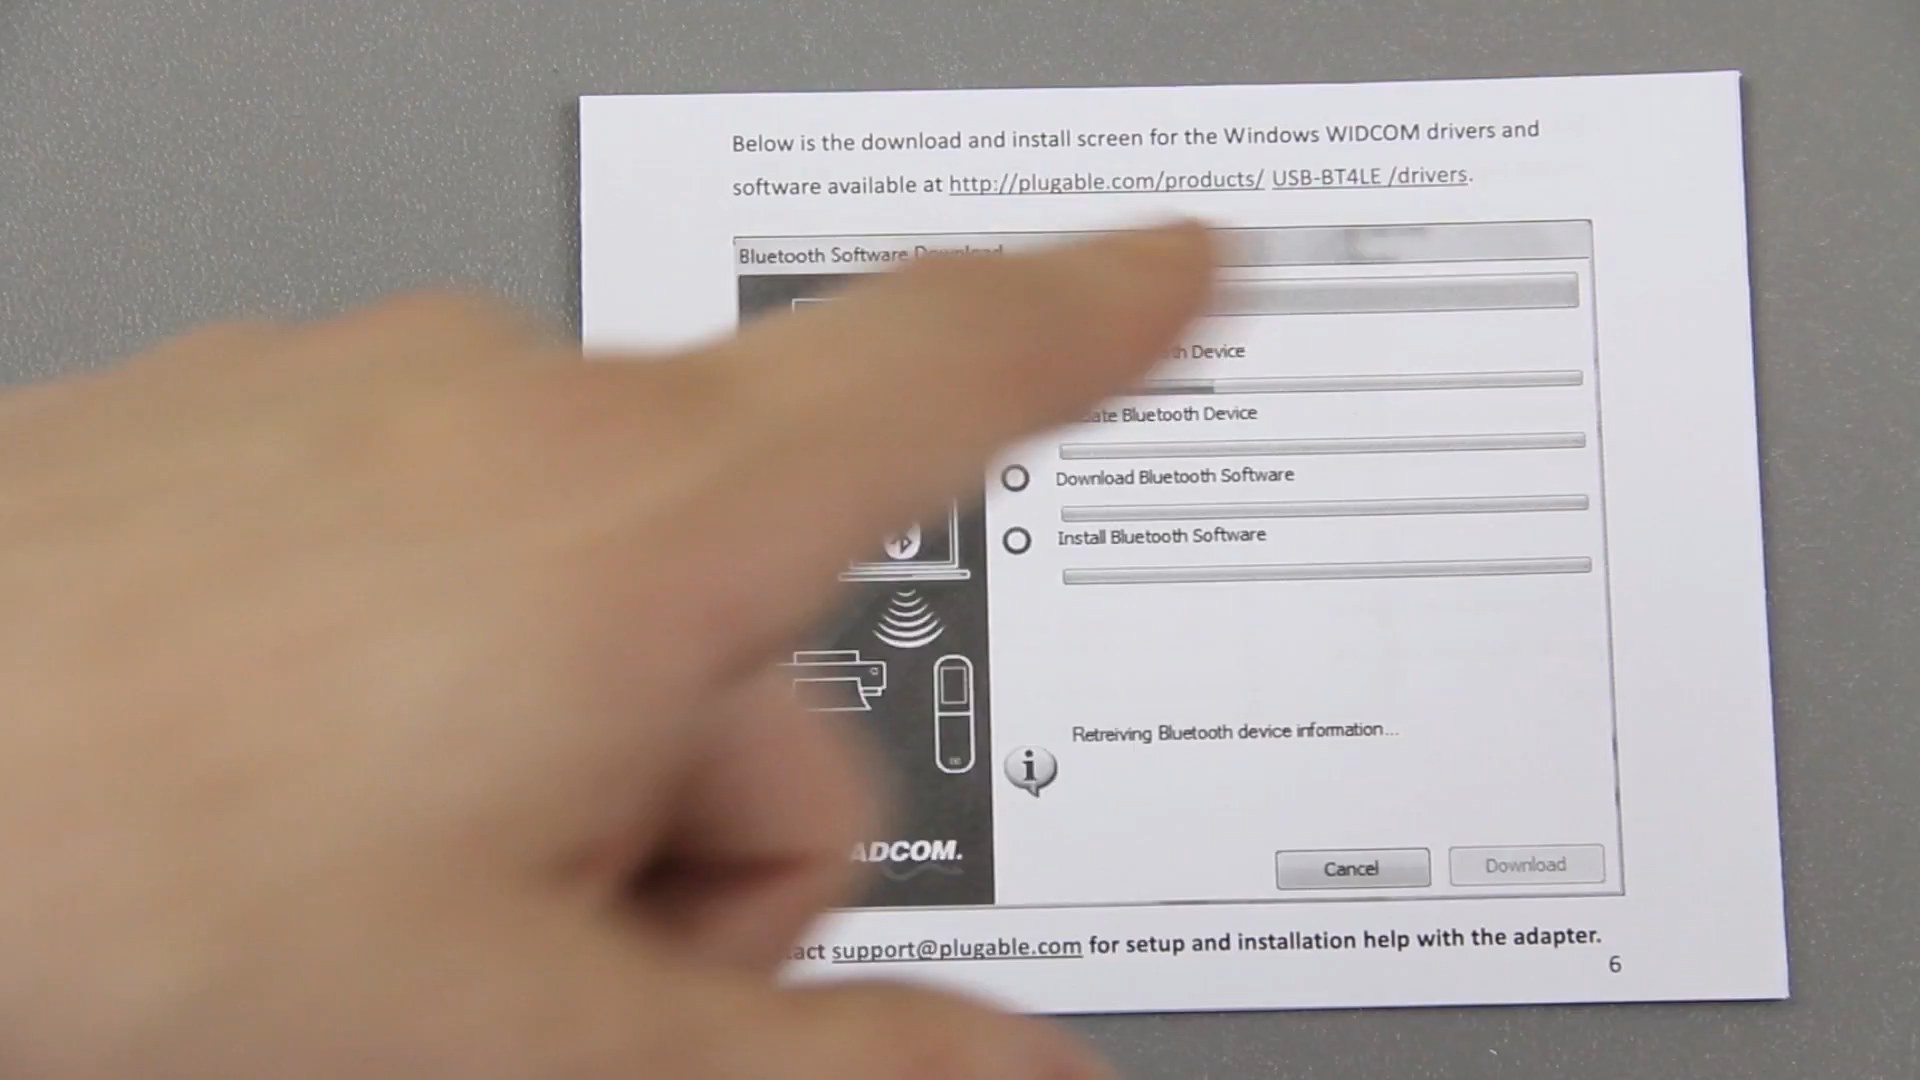 Below is the download and install screen for the Windows WIDCOM drivers and
software available at http://plugable.com/products/ USB-BT4LE /drivers.
Bluetooth Software Download
Device
Bluetooth Device
Download Bluetooth Software
Install Bluetooth Software
Retreiving Bluetooth device information...
Cancel
Download
support@plugable.com for setup and installation help with the adapter.
6